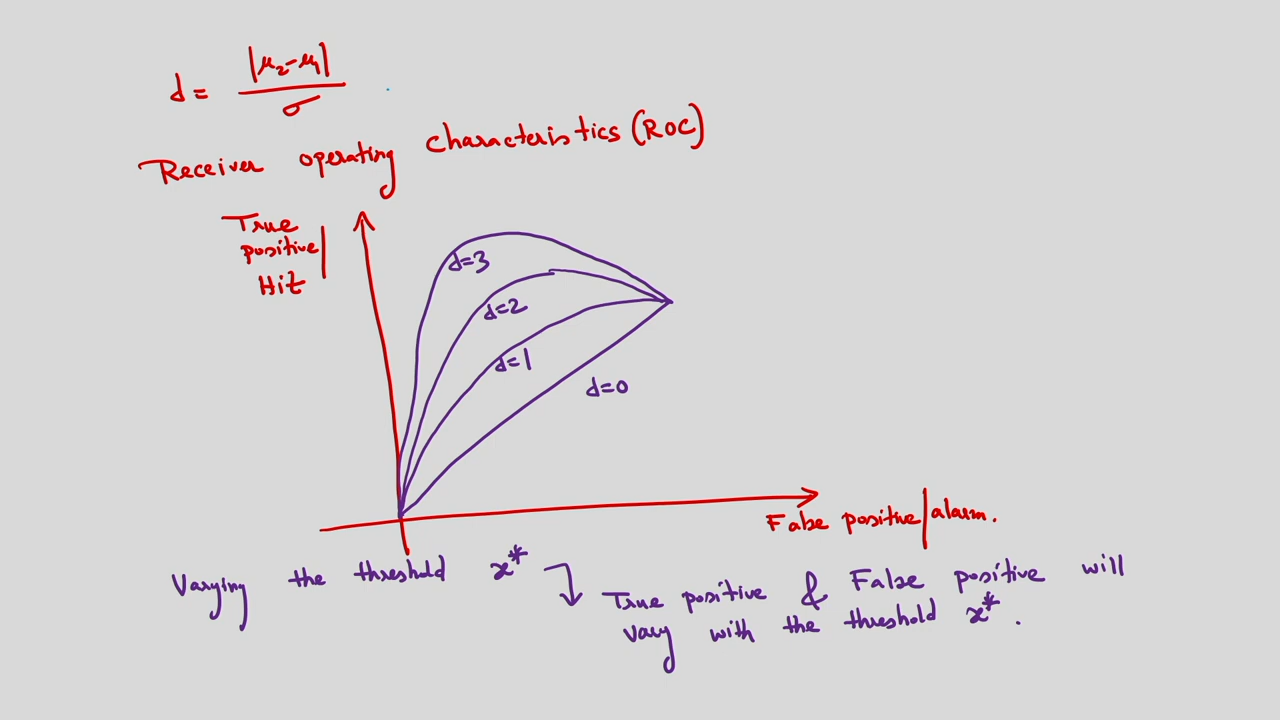 d = |μ₂-μ₁| / σ
Receiver operating characteristics (ROC)
True
positive/
Hit
d=3
d=2
d=1
d=0
False positive/alarm.
Varying the threshold x*
True positive & False positive will
vary with the threshold x*.